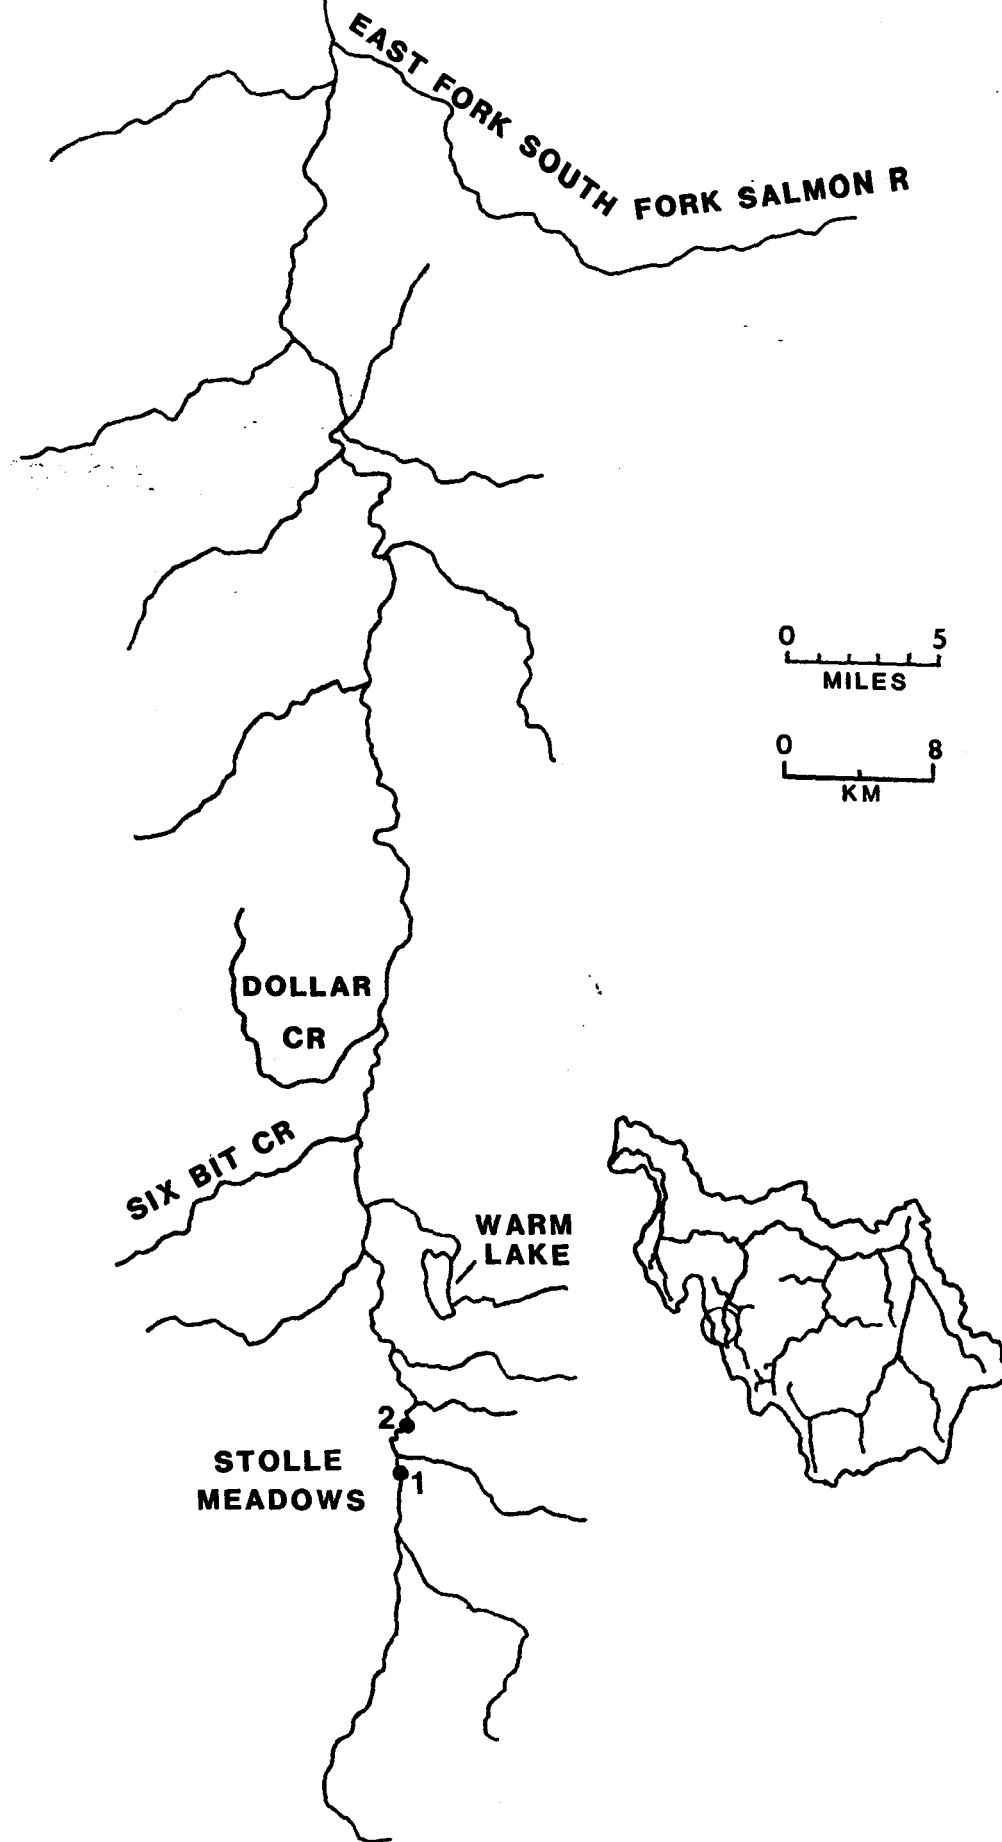 EAST FORK SOUTH FORK SALMON R
0 5
MILES
0 8
KM
DOLLAR
CR
SIX BIT CR
WARM
LAKE
2
STOLLE
MEADOWS
1